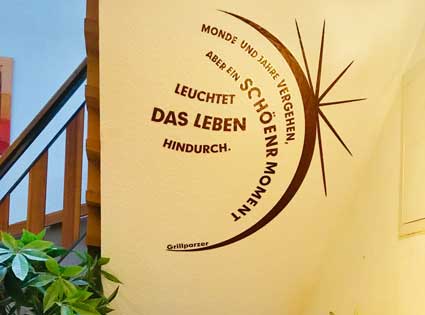 MONDE UND JAHRE VERGEHEN,
ABER EIN SCHÖENR MOMENT
LEUCHTET
DAS LEBEN
HINDURCH.
Grillparzer